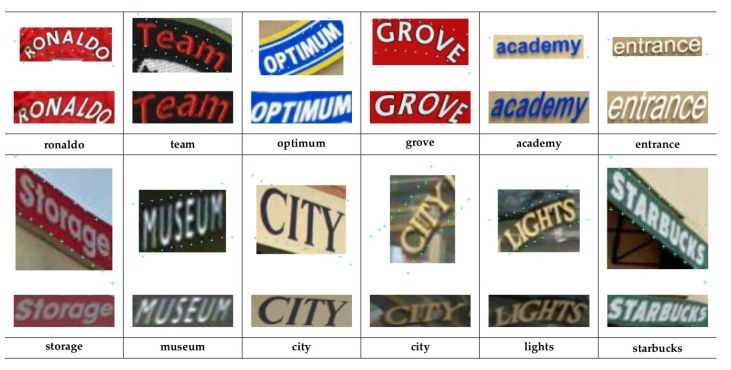 RONALDO Team OPTIMUM GROVE academy entrance
RONALDO Team OPTIMUM GROVE academy entrance
ronaldo team optimum grove academy entrance
Storage MUSEUM CITY CITY LIGHTS STARBUCKS
Storage MUSEUM CITY CITY LIGHTS STARBUCKS
storage museum city city lights starbucks